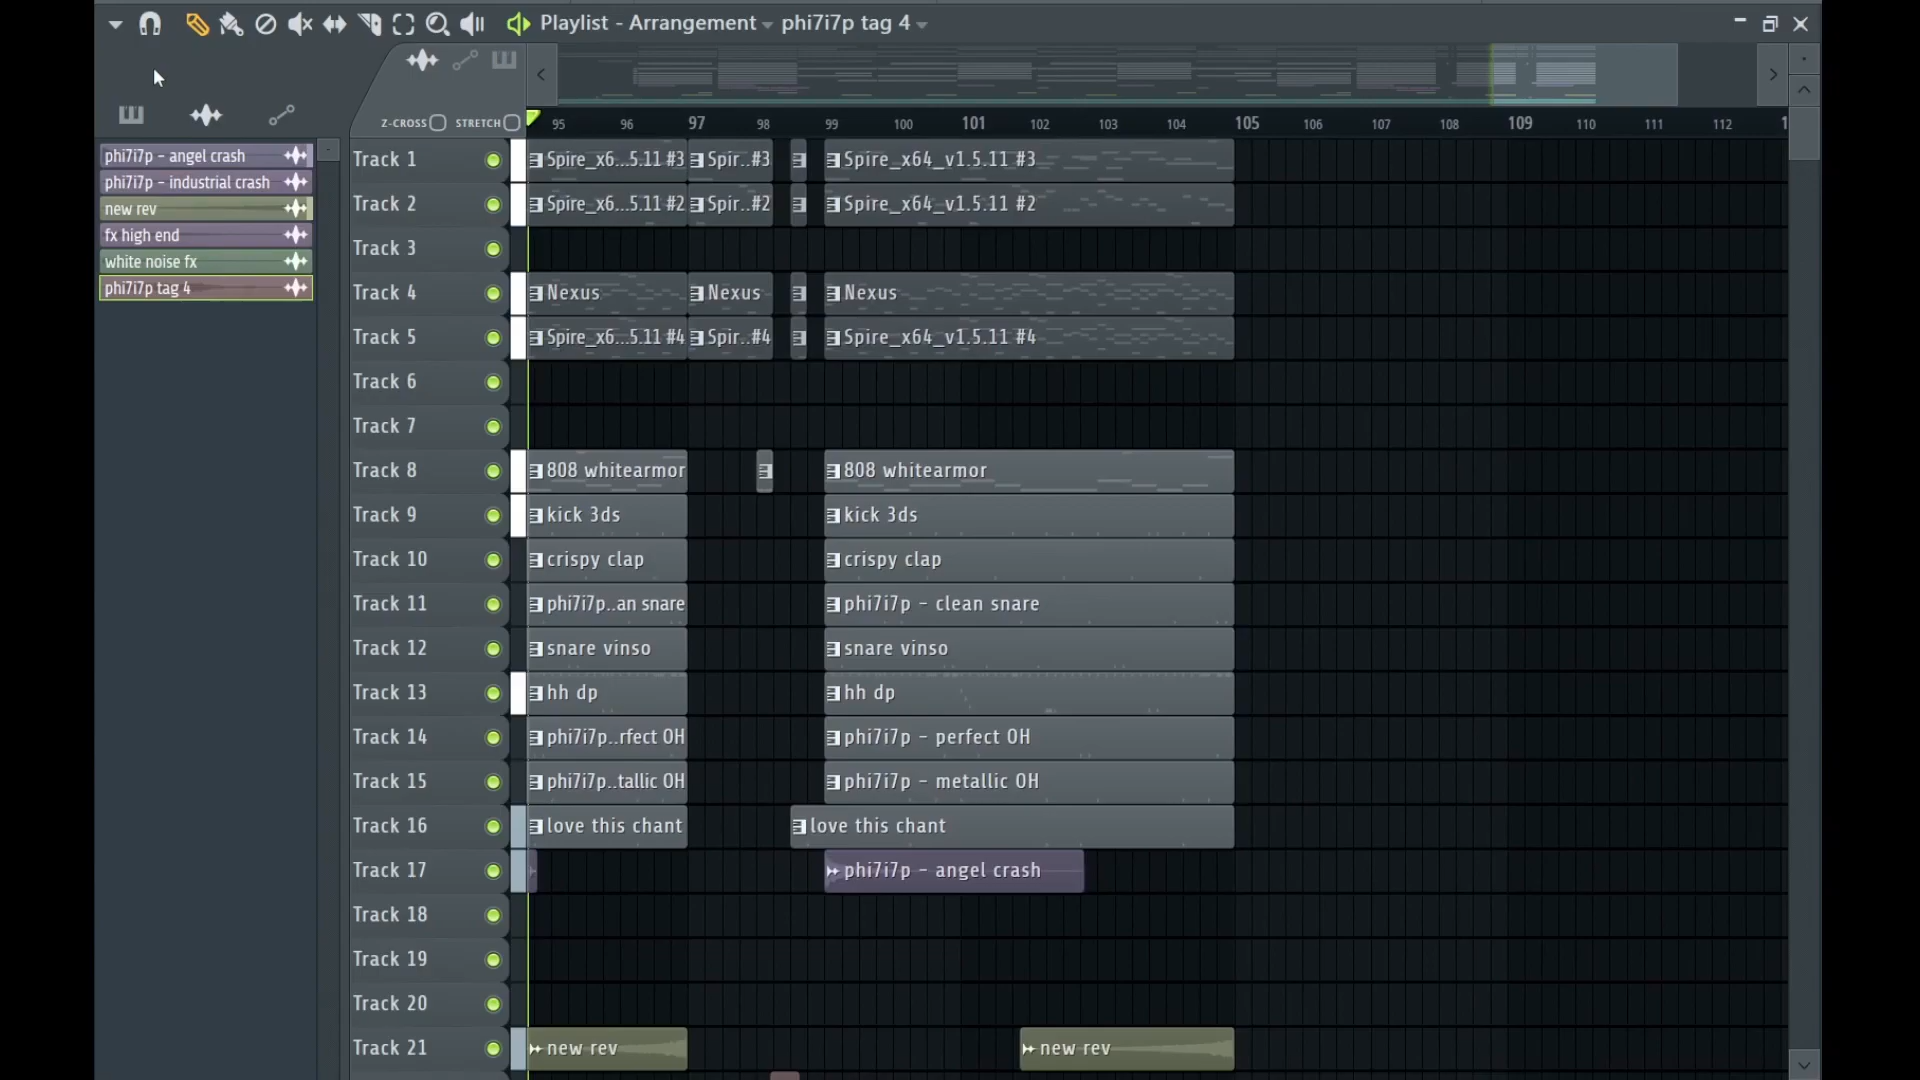 Playlist - Arrangement phi7i7p tag 4
Z-CROSS STRETCH 95 96 97 98 99 100 101 102 103 104 105 106 107 108 109 110 111 112 1
phi7i7p - angel crash
phi7i7p - industrial crash
new rev
fx high end
white noise fx
phi7i7p tag 4
Track 1 Spire_x6...5.11 #3 Spir..#3 Spire_x64_v1.5.11 #3
Track 2 Spire_x6...5.11 #2 Spir..#2 Spire_x64_v1.5.11 #2
Track 3
Track 4 Nexus Nexus Nexus
Track 5 Spire_x6...5.11 #4 Spir..#4 Spire_x64_v1.5.11 #4
Track 6
Track 7
Track 8 808 whitearmor 808 whitearmor
Track 9 kick 3ds kick 3ds
Track 10 crispy clap crispy clap
Track 11 phi7i7p..an snare phi7i7p - clean snare
Track 12 snare vinso snare vinso
Track 13 hh dp hh dp
Track 14 phi7i7p..rfect OH phi7i7p - perfect OH
Track 15 phi7i7p..tallic OH phi7i7p - metallic OH
Track 16 love this chant love this chant
Track 17 phi7i7p - angel crash
Track 18
Track 19
Track 20
Track 21 new rev new rev